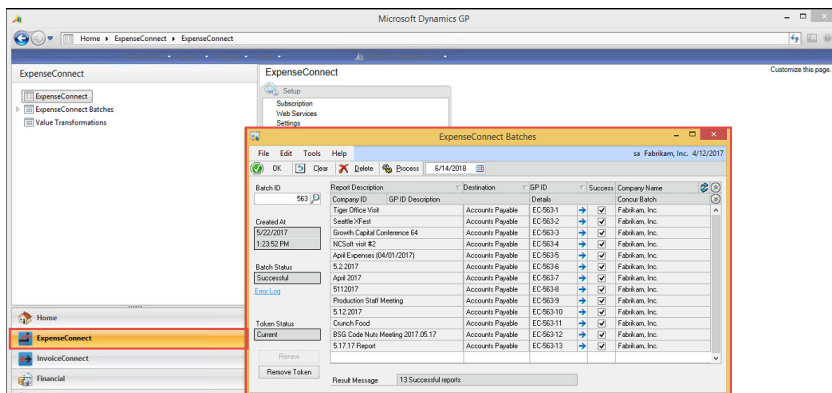 Microsoft Dynamics GP
Home ExpenseConnect ExpenseConnect
ExpenseConnect
ExpenseConnect
ExpenseConnect Batches
Value Transformations
ExpenseConnect
Customize this page.
Setup
Subscription
Web Services
Settings
ExpenseConnect Batches
File Edit Tools Help sa Fabrikam, Inc. 4/12/2017
OK Clear Delete Process 6/14/2018
Batch ID
563
Created At
5/22/2017
1:23:52 PM
Batch Status
Successful
Error Log
Token Status
Current
Renew
Remove Token
Report Description Destination GP ID Success Company Name
Company ID GP ID Description Details Concur Batch
Tiger Office Visit Accounts Payable EC-563-1 Fabrikam, Inc.
Seattle XFest Accounts Payable EC-563-2 Fabrikam, Inc.
Growth Capital Conference 64 Accounts Payable EC-563-3 Fabrikam, Inc.
NCSoft visit #2 Accounts Payable EC-563-4 Fabrikam, Inc.
April Expenses (04/01/2017) Accounts Payable EC-563-5 Fabrikam, Inc.
5.2.2017 Accounts Payable EC-563-6 Fabrikam, Inc.
April 2017 Accounts Payable EC-563-7 Fabrikam, Inc.
5112017 Accounts Payable EC-563-8 Fabrikam, Inc.
Production Staff Meeting Accounts Payable EC-563-9 Fabrikam, Inc.
5.12.2017 Accounts Payable EC-563-10 Fabrikam, Inc.
Crunch Food Accounts Payable EC-563-11 Fabrikam, Inc.
BSG Code Nuts Meeting 2017.05.17 Accounts Payable EC-563-12 Fabrikam, Inc.
5.17.17 Report Accounts Payable EC-563-13 Fabrikam, Inc.
Result Message 13 Successful reports
Home
ExpenseConnect
InvoiceConnect
Financial